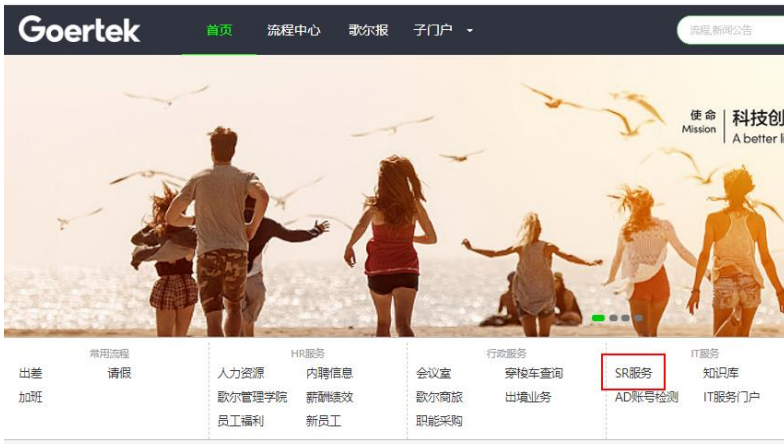 Goertek
首页 流程中心 歌尔报 子门户
流程,新闻公告
使命 科技创
Mission A better li
常用流程 HR服务 行政服务 IT服务
出差 请假 人力资源 内聘信息 会议室 穿梭车查询 SR服务 知识库
加班 歌尔管理学院 薪酬绩效 歌尔商旅 出境业务 AD账号检测 IT服务门户
员工福利 新员工 职能采购